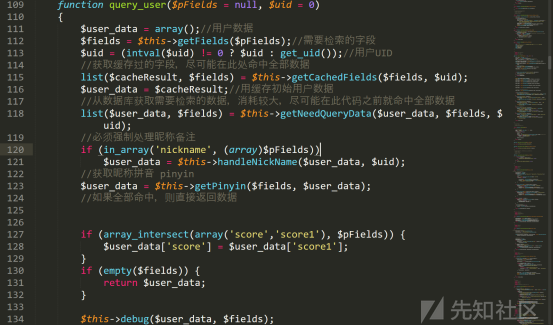 109 function query_user($pFields = null, $uid = 0)
110 {
111 $user_data = array();//用户数据
112 $fields = $this->getFields($pFields);//需要检索的字段
113 $uid = (intval($uid) != 0 ? $uid : get_uid());//用户UID
114 //获取缓存过的字段，尽可能在此处命中全部数据
115 list($cacheResult, $fields) = $this->getCachedFields($fields, $uid);
116 $user_data = $cacheResult;//用缓存初始用户数据
117 //从数据库获取需要检索的数据，消耗较大，尽可能在此代码之前就命中全部数据
118 list($user_data, $fields) = $this->getNeedQueryData($user_data, $fields, $
uid);
119 //必须强制处理昵称备注
120 if (in_array('nickname', (array)$pFields))
121 $user_data = $this->handleNickName($user_data, $uid);
122 //获取昵称拼音 pinyin
123 $user_data = $this->getPinyin($fields, $user_data);
124 //如果全部命中，则直接返回数据
125
126
127 if (array_intersect(array('score','score1'), $pFields)) {
128 $user_data['score'] = $user_data['score1'];
129 }
130 if (empty($fields)) {
131 return $user_data;
132 }
133
134 $this->debug($user_data, $fields);
先知社区